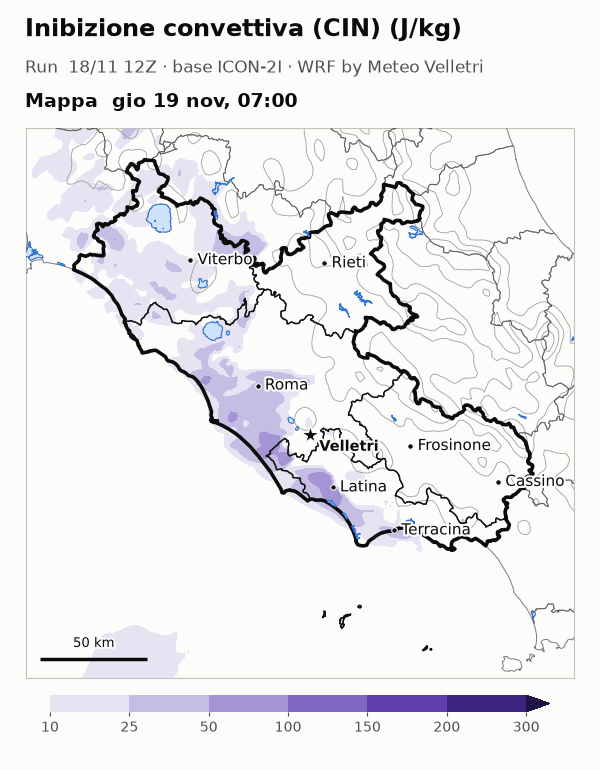 Inibizione convettiva (CIN) (J/kg)
Run 18/11 12Z · base ICON-2I · WRF by Meteo Velletri
Mappa gio 19 nov, 07:00
Viterbo
Rieti
Roma
Velletri
Frosinone
Latina
Cassino
Terracina
50 km
10 25 50 100 150 200 300